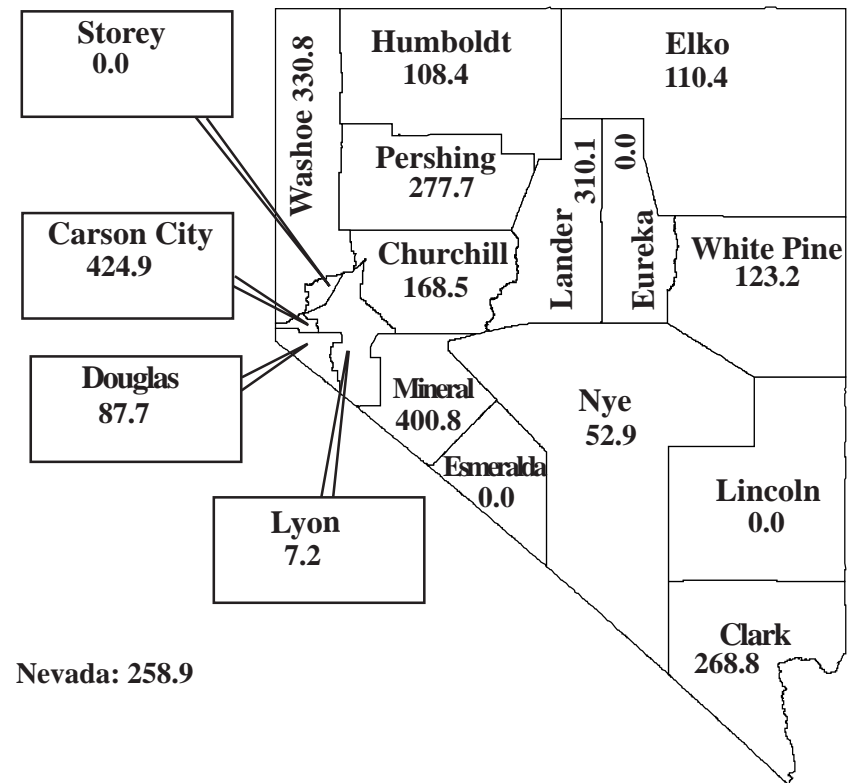 Storey
0.0
Washoe 330.8
Humboldt
108.4
Elko
110.4
Pershing
277.7
Lander
310.1
Eureka
0.0
Carson City
424.9
Churchill
168.5
White Pine
123.2
Douglas
87.7
Mineral
400.8
Nye
52.9
Esmeralda
0.0
Lincoln
0.0
Lyon
7.2
Clark
268.8
Nevada: 258.9